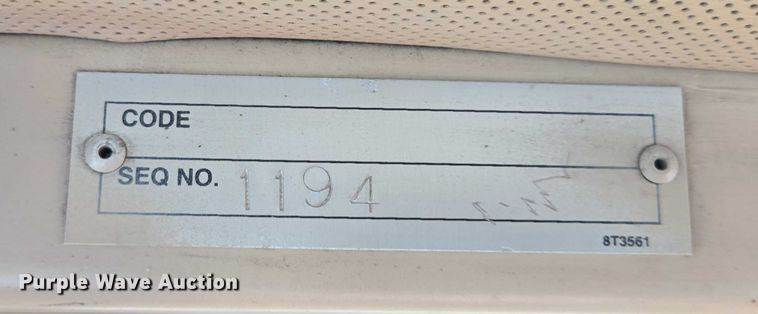 CODE
SEQ NO. 1194
8T3561
Purple Wave Auction